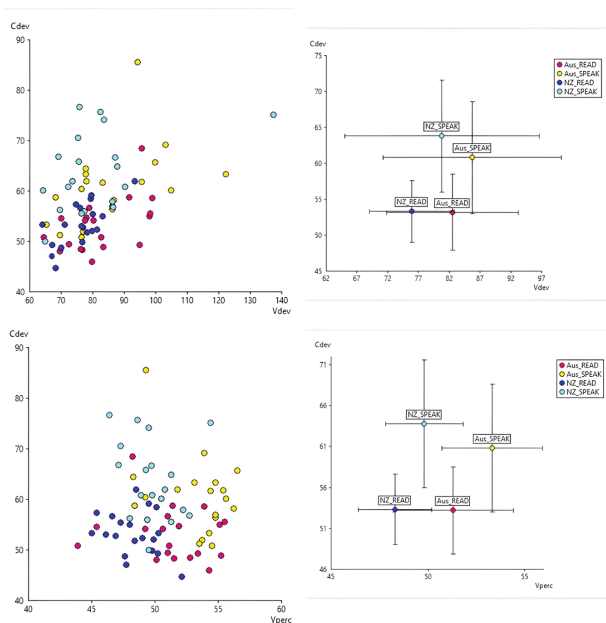 Cdev
90
80
70
60
50
40
60 70 80 90 100 110 120 130 140
Vdev
Cdev
75
65
55
45
62 67 72 77 82 87 92 97
Vdev
NZ_SPEAK
Aus_SPEAK
NZ_READ
Aus_READ
Aus_READ
Aus_SPEAK
NZ_READ
NZ_SPEAK
Cdev
90
80
70
60
50
40
40 45 50 55 60
Vperc
Cdev
71
66
61
56
51
46
45 50 55
Vperc
NZ_SPEAK
Aus_SPEAK
NZ_READ
Aus_READ
Aus_READ
Aus_SPEAK
NZ_READ
NZ_SPEAK